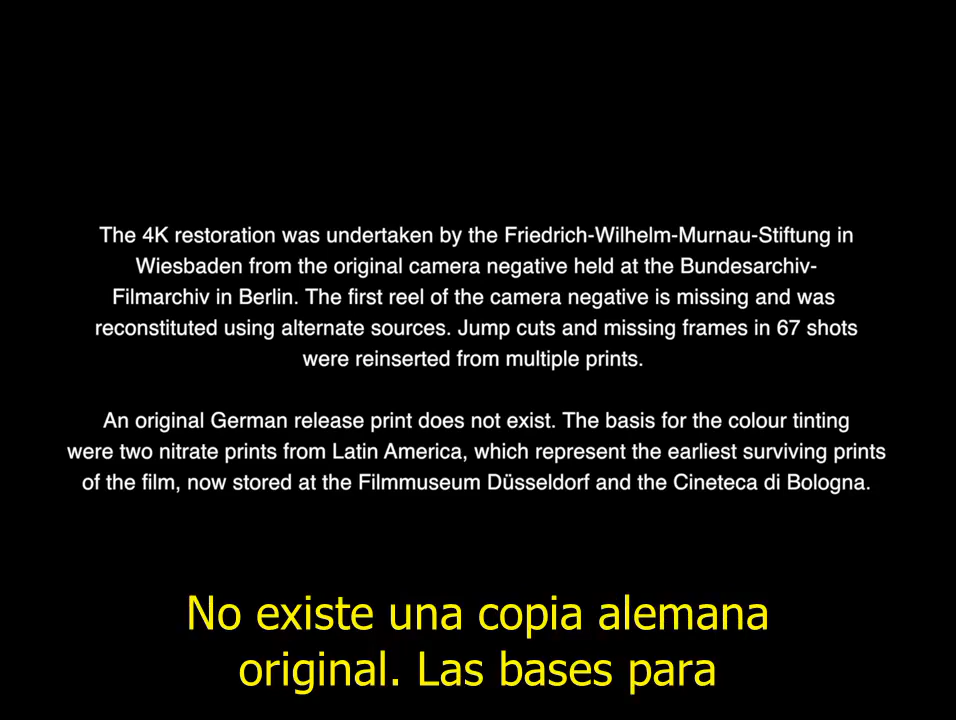 The 4K restoration was undertaken by the Friedrich-Wilhelm-Murnau-Stiftung in
Wiesbaden from the original camera negative held at the Bundesarchiv-
Filmarchiv in Berlin. The first reel of the camera negative is missing and was
reconstituted using alternate sources. Jump cuts and missing frames in 67 shots
were reinserted from multiple prints.
An original German release print does not exist. The basis for the colour tinting
were two nitrate prints from Latin America, which represent the earliest surviving prints
of the film, now stored at the Filmmuseum Düsseldorf and the Cineteca di Bologna.
No existe una copia alemana
original. Las bases para